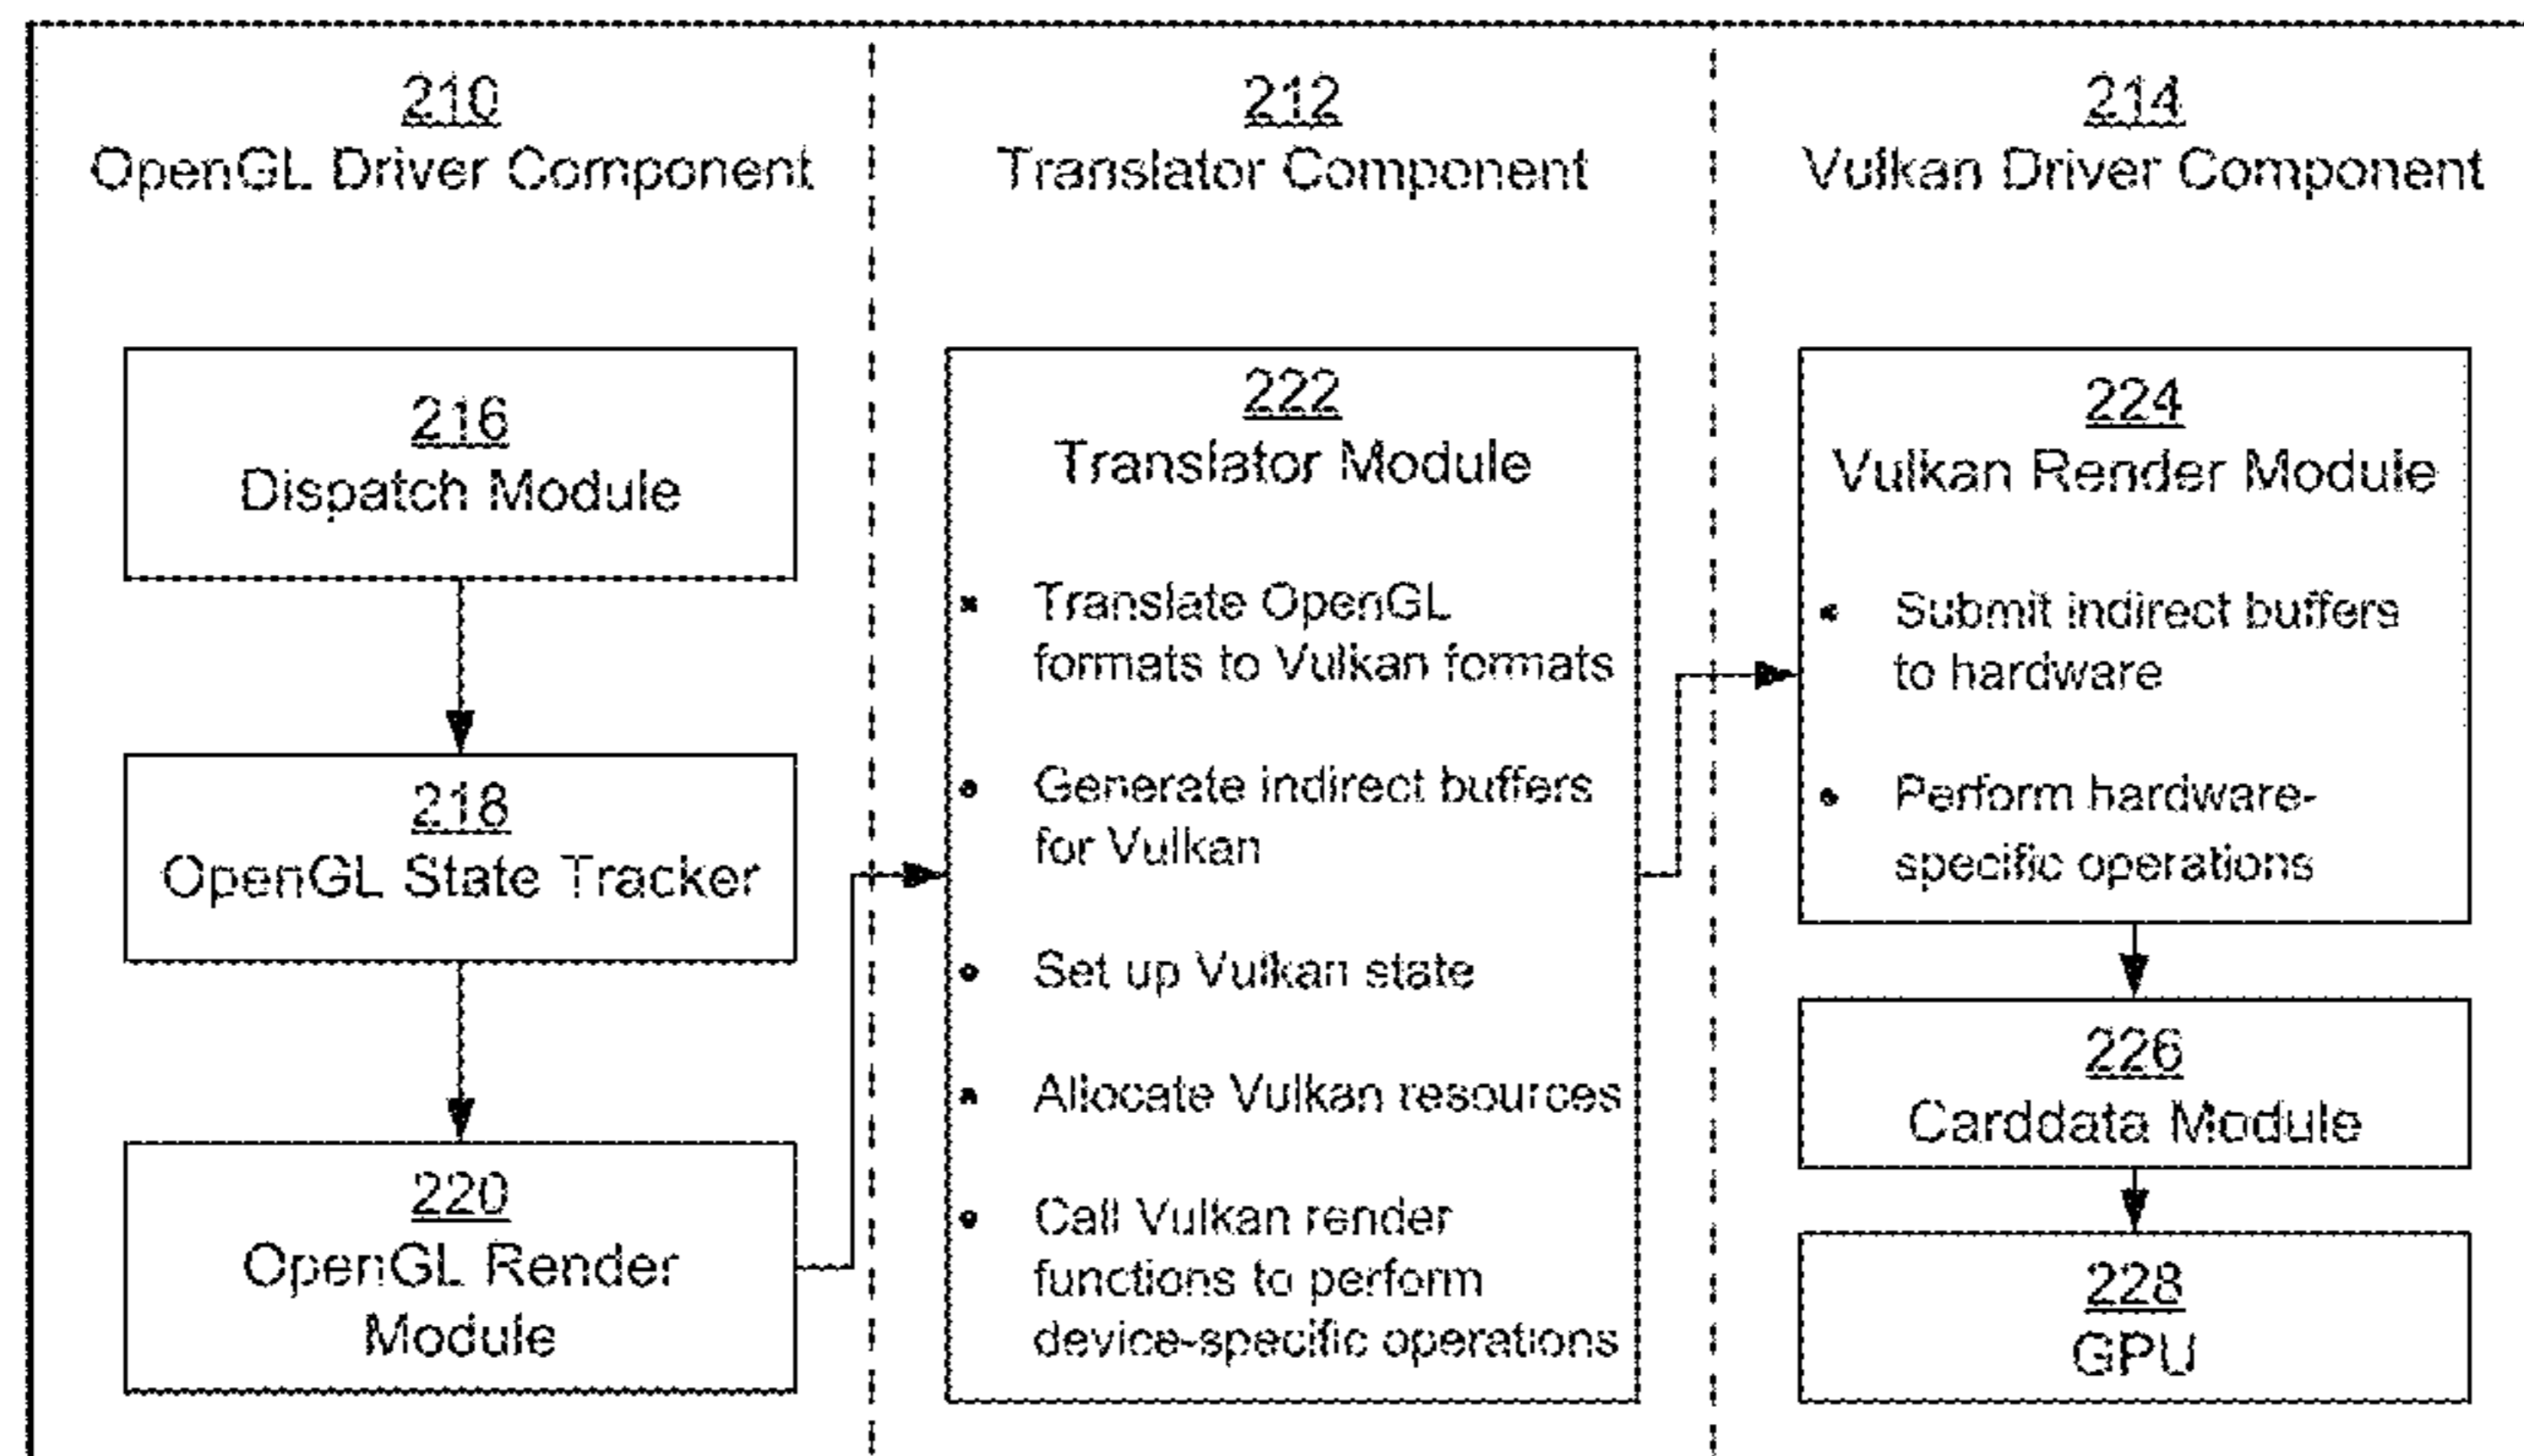 210
OpenGL Driver Component
216
Dispatch Module
218
OpenGL State Tracker
220
OpenGL Render
Module
212
Translator Component
222
Translator Module
• Translate OpenGL
formats to Vulkan formats
• Generate indirect buffers
for Vulkan
• Set up Vulkan state
• Allocate Vulkan resources
• Call Vulkan render
functions to perform
device-specific operations
214
Vulkan Driver Component
224
Vulkan Render Module
• Submit indirect buffers
to hardware
• Perform hardware-
specific operations
226
Carddata Module
228
GPU